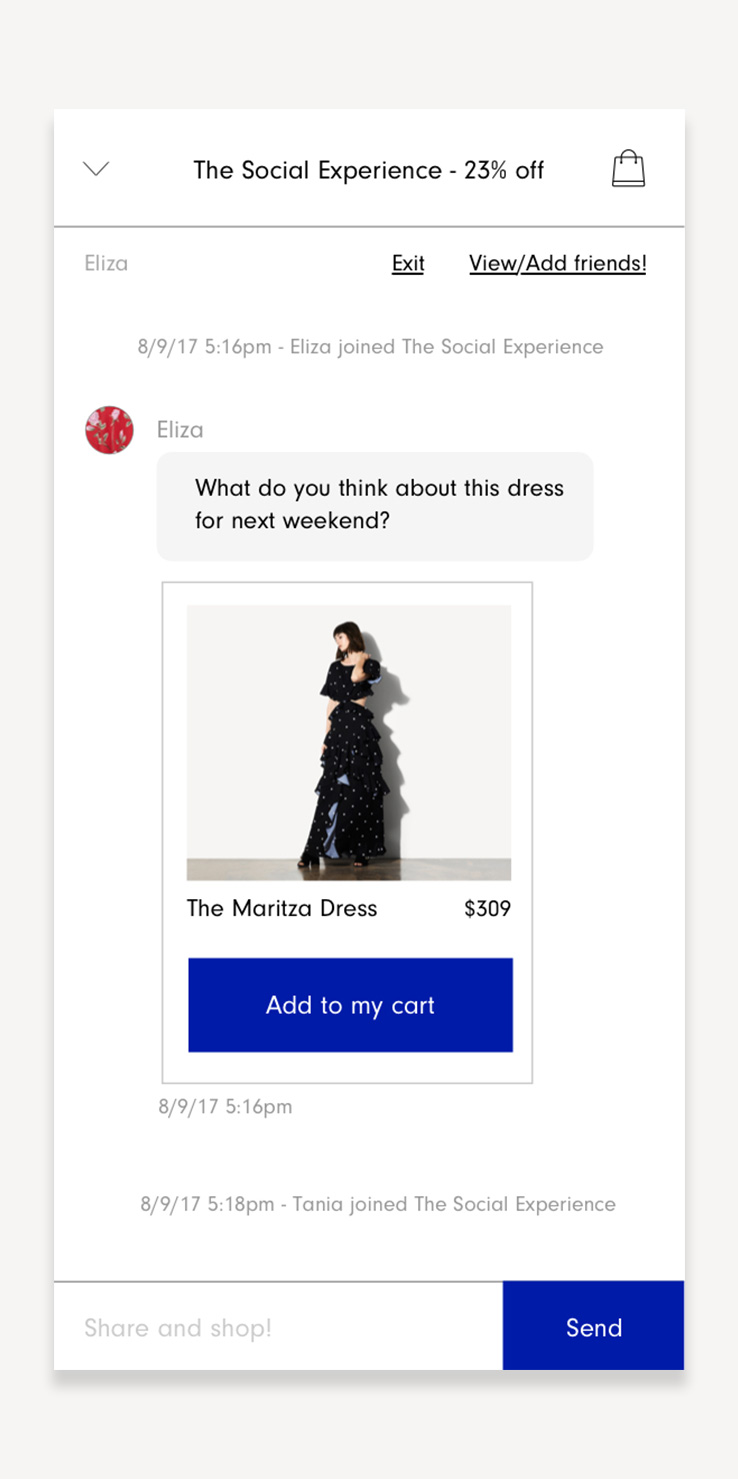 The Social Experience - 23% off
Eliza
Exit
View/Add friends!
8/9/17 5:16pm - Eliza joined The Social Experience
Eliza
What do you think about this dress
for next weekend?
The Maritza Dress
$309
Add to my cart
8/9/17 5:16pm
8/9/17 5:18pm - Tania joined The Social Experience
Share and shop!
Send